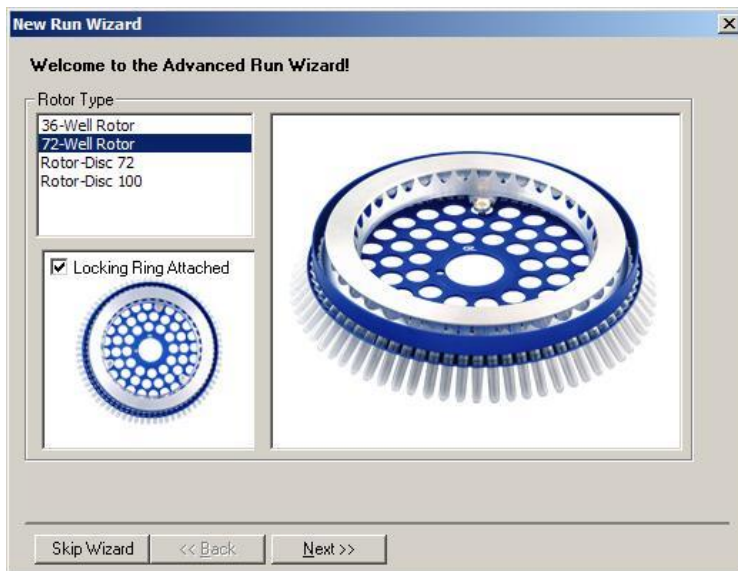 New Run Wizard
Welcome to the Advanced Run Wizard!
Rotor Type
36-Well Rotor
72-Well Rotor
Rotor-Disc 72
Rotor-Disc 100
Locking Ring Attached
Skip Wizard
<< Back
Next >>